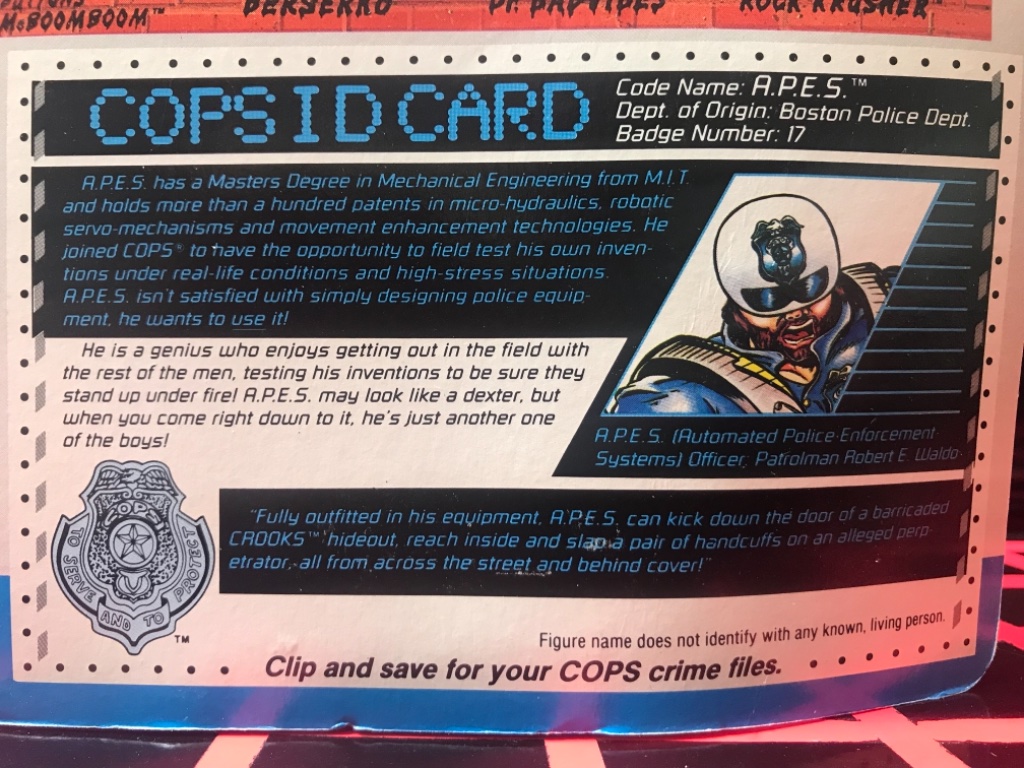 McBOOMBOOM™
BERSERKO
ROCK KRUSHER™
COPS ID CARD
Code Name: A.P.E.S.™
Dept. of Origin: Boston Police Dept.
Badge Number: 17
A.P.E.S. has a Masters Degree in Mechanical Engineering from M.I.T.
and holds more than a hundred patents in micro-hydraulics, robotic
servo-mechanisms and movement enhancement technologies. He
joined COPS® to have the opportunity to field test his own inven-
tions under real-life conditions and high-stress situations.
A.P.E.S. isn't satisfied with simply designing police equip-
ment, he wants to use it!
He is a genius who enjoys getting out in the field with
the rest of the men, testing his inventions to be sure they
stand up under fire! A.P.E.S. may look like a dexter, but
when you come right down to it, he's just another one
of the boys!
A.P.E.S. (Automated Police Enforcement
Systems) Officer, Patrolman Robert E. Waldo
COPS
TO SERVE AND TO PROTECT
TM
"Fully outfitted in his equipment, A.P.E.S. can kick down the door of a barricaded
CROOKS™ hideout, reach inside and slap a pair of handcuffs on an alleged perp-
etrator, all from across the street and behind cover!"
Figure name does not identify with any known, living person.
Clip and save for your COPS crime files.